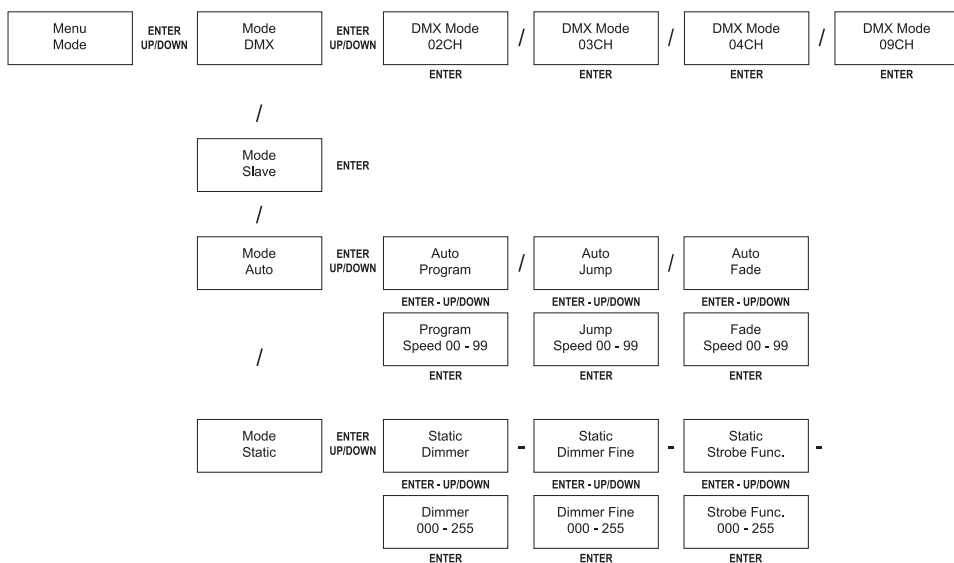 Menu
Mode
ENTER
UP/DOWN
Mode
DMX
ENTER
UP/DOWN
DMX Mode
02CH
ENTER
/
DMX Mode
03CH
ENTER
/
DMX Mode
04CH
ENTER
/
DMX Mode
09CH
ENTER
/
Mode
Slave
ENTER
/
Mode
Auto
ENTER
UP/DOWN
Auto
Program
/
Auto
Jump
/
Auto
Fade
ENTER - UP/DOWN
ENTER - UP/DOWN
ENTER - UP/DOWN
Program
Speed 00 - 99
Jump
Speed 00 - 99
Fade
Speed 00 - 99
ENTER
ENTER
ENTER
/
Mode
Static
ENTER
UP/DOWN
Static
Dimmer
-
Static
Dimmer Fine
-
Static
Strobe Func.
-
ENTER - UP/DOWN
ENTER - UP/DOWN
ENTER - UP/DOWN
Dimmer
000 - 255
Dimmer Fine
000 - 255
Strobe Func.
000 - 255
ENTER
ENTER
ENTER